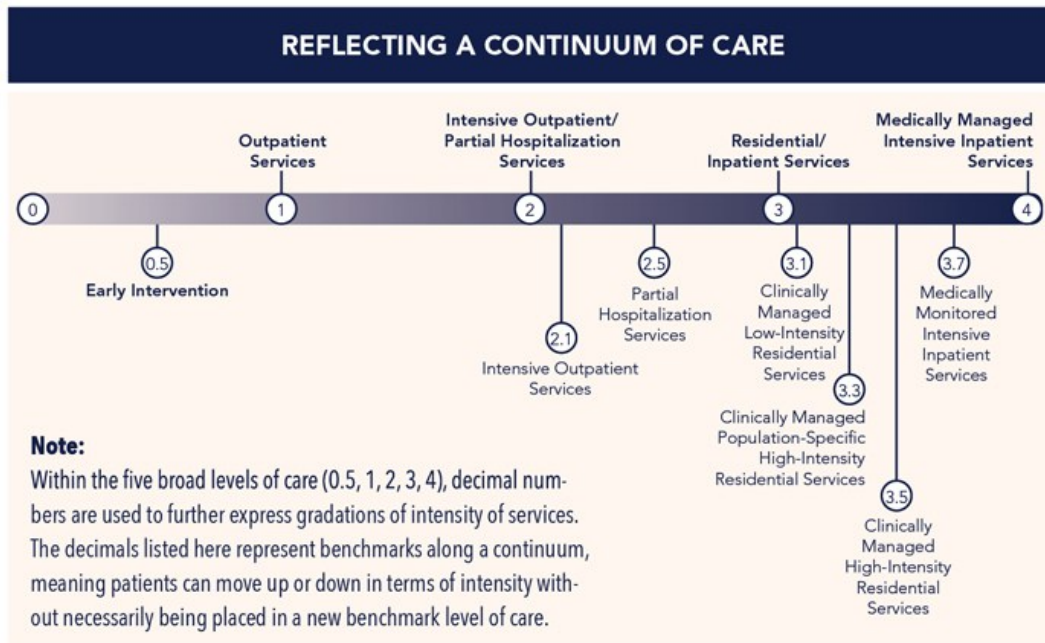 REFLECTING A CONTINUUM OF CARE
Outpatient
Services
Intensive Outpatient/
Partial Hospitalization
Services
Residential/
Inpatient Services
Medically Managed
Intensive Inpatient
Services
0
1
2
3
4
0.5
Early Intervention
2.1
Intensive Outpatient
Services
2.5
Partial
Hospitalization
Services
3.1
Clinically
Managed
Low-Intensity
Residential
Services
3.3
Clinically Managed
Population-Specific
High-Intensity
Residential Services
3.5
Clinically
Managed
High-Intensity
Residential
Services
3.7
Medically
Monitored
Intensive
Inpatient
Services
Note:
Within the five broad levels of care (0.5, 1, 2, 3, 4), decimal num-
bers are used to further express gradations of intensity of services.
The decimals listed here represent benchmarks along a continuum,
meaning patients can move up or down in terms of intensity with-
out necessarily being placed in a new benchmark level of care.